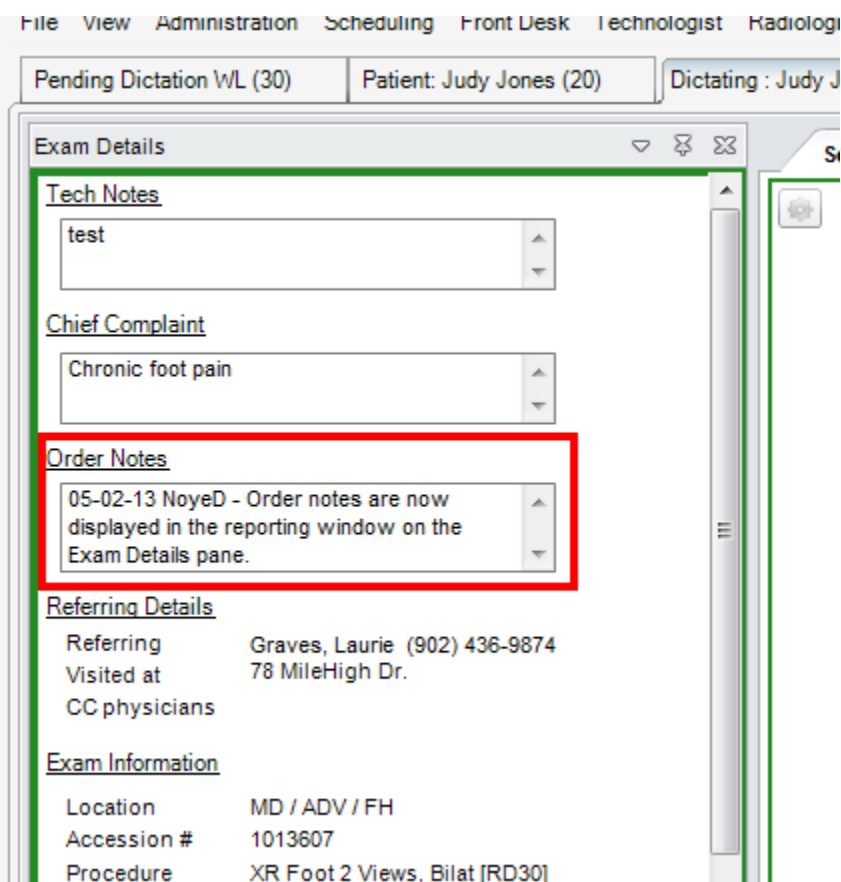 File View Administration Scheduling Front Desk Technologist
Pending Dictation WL (30) Patient: Judy Jones (20) Dictating : Judy J
Exam Details
Tech Notes
test
Chief Complaint
Chronic foot pain
Order Notes
05-02-13 NoyeD - Order notes are now
displayed in the reporting window on the
Exam Details pane.
Referring Details
Referring Graves, Laurie (902) 436-9874
Visited at 78 MileHigh Dr.
CC physicians
Exam Information
Location MD / ADV / FH
Accession # 1013607
Procedure XR Foot 2 Views, Bilat [RD30]